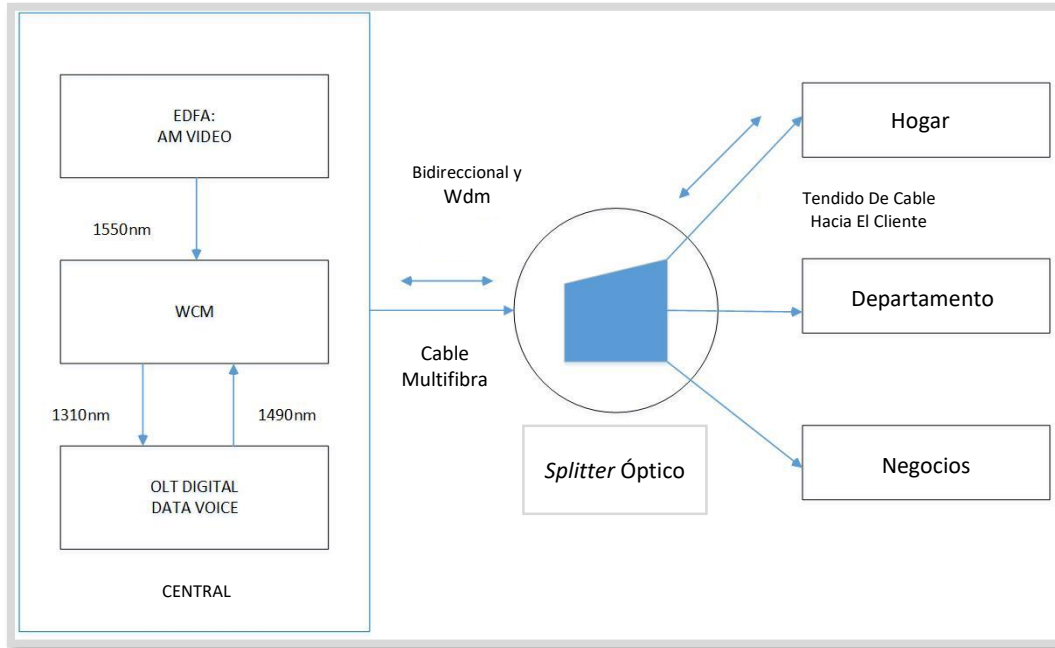 EDFA:
AM VIDEO
1550nm
WCM
1310nm
1490nm
OLT DIGITAL
DATA VOICE
CENTRAL
Bidireccional y
Wdm
Cable
Multifibra
Splitter Óptico
Hogar
Tendido De Cable
Hacia El Cliente
Departamento
Negocios